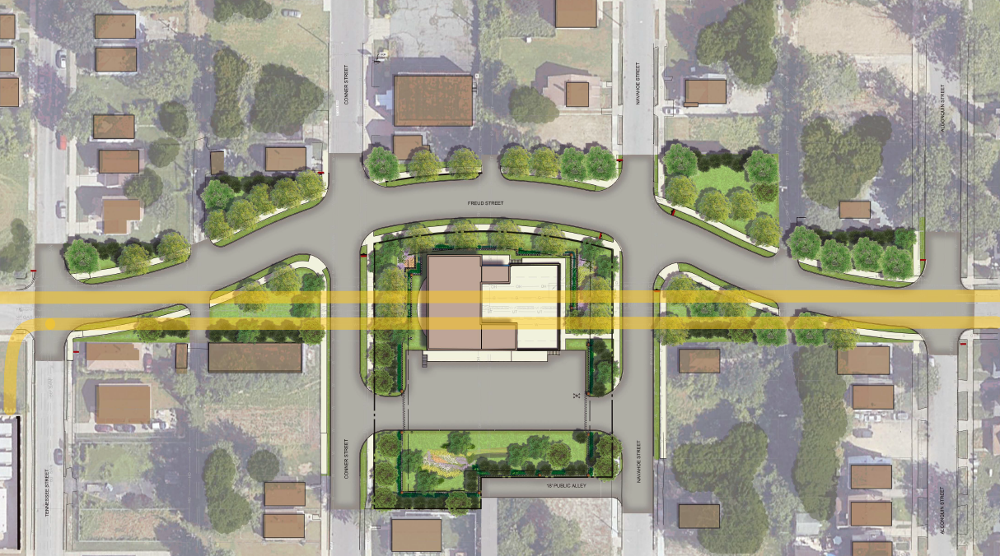 CONNER STREET
NAVAHOE STREET
ALGONQUIN STREET
FREUD STREET
CONNER STREET
NAVAHOE STREET
18' PUBLIC ALLEY
TENNESSEE STREET
ALGONQUIN STREET